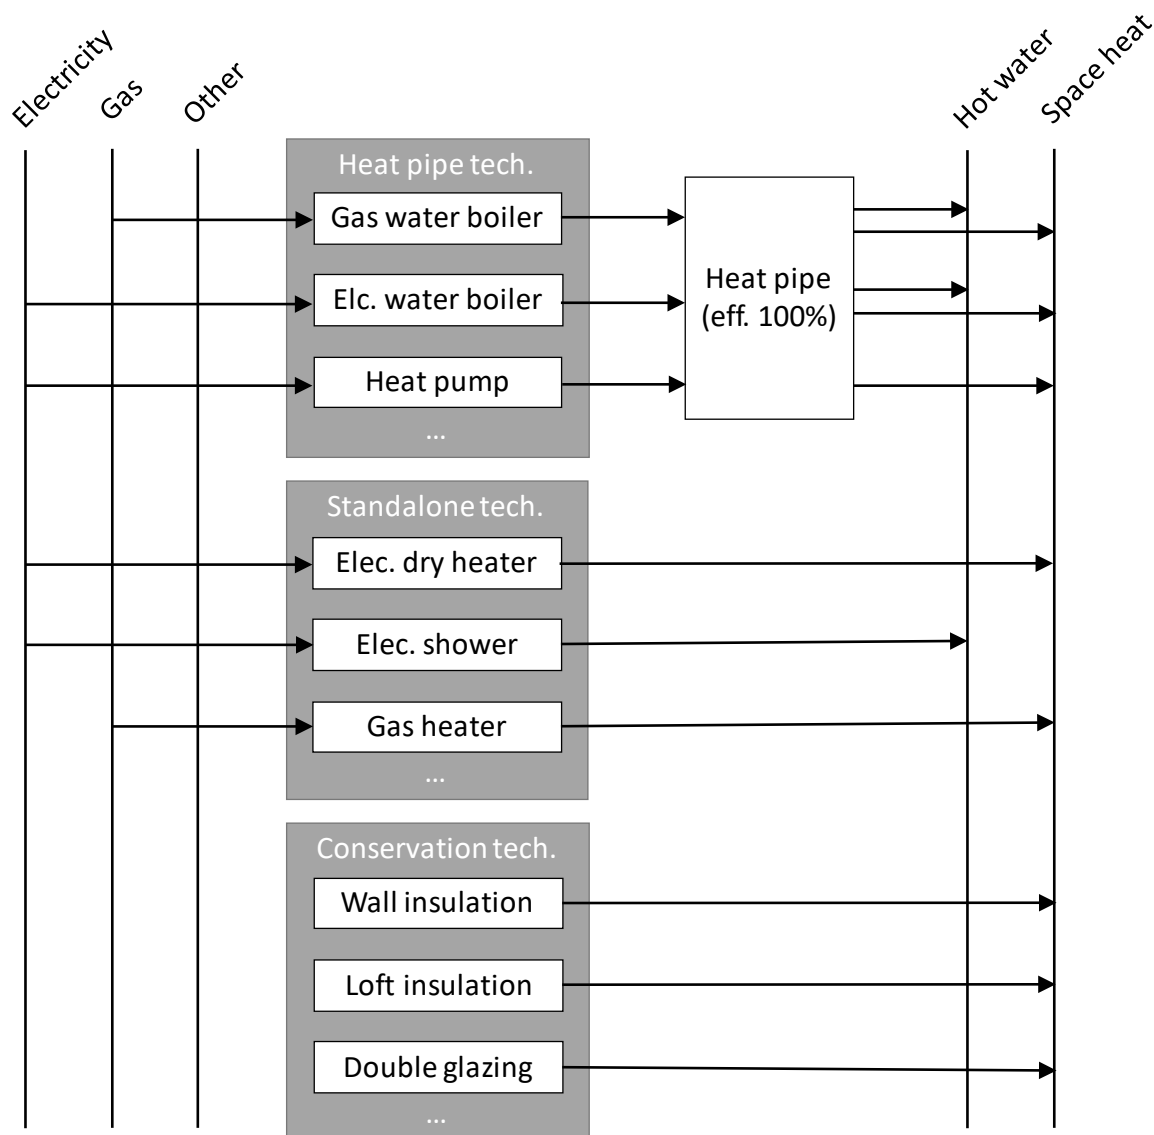 Electricity
Gas
Other
Hot water
Space heat
Heat pipe tech.
Gas water boiler
Elc. water boiler
Heat pump
...
Heat pipe
(eff. 100%)
Standalone tech.
Elec. dry heater
Elec. shower
Gas heater
...
Conservation tech.
Wall insulation
Loft insulation
Double glazing
...